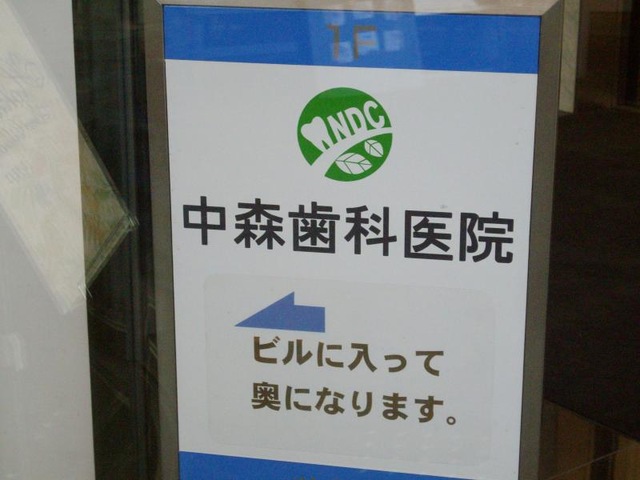 1F
NDC
中森歯科医院
ビルに入って
奥になります。